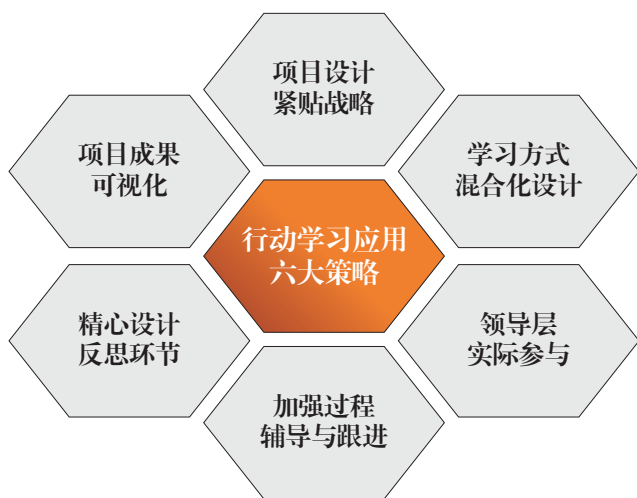 项目设计
紧贴战略
学习方式
混合化设计
领导层
实际参与
加强过程
辅导与跟进
精心设计
反思环节
项目成果
可视化
行动学习应用
六大策略